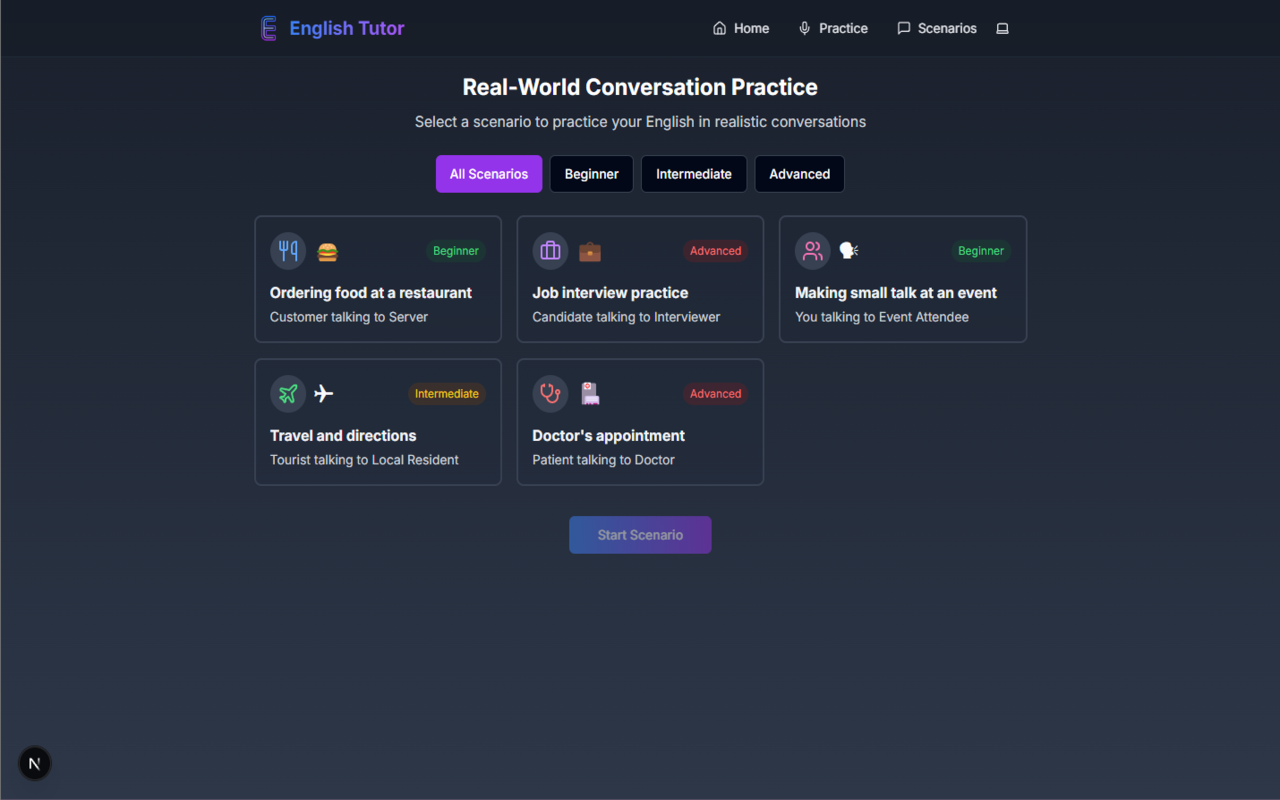 English Tutor
Home
Practice
Scenarios
Real-World Conversation Practice
Select a scenario to practice your English in realistic conversations
All Scenarios
Beginner
Intermediate
Advanced
Beginner
Ordering food at a restaurant
Customer talking to Server
Advanced
Job interview practice
Candidate talking to Interviewer
Beginner
Making small talk at an event
You talking to Event Attendee
Intermediate
Travel and directions
Tourist talking to Local Resident
Advanced
Doctor's appointment
Patient talking to Doctor
Start Scenario
N